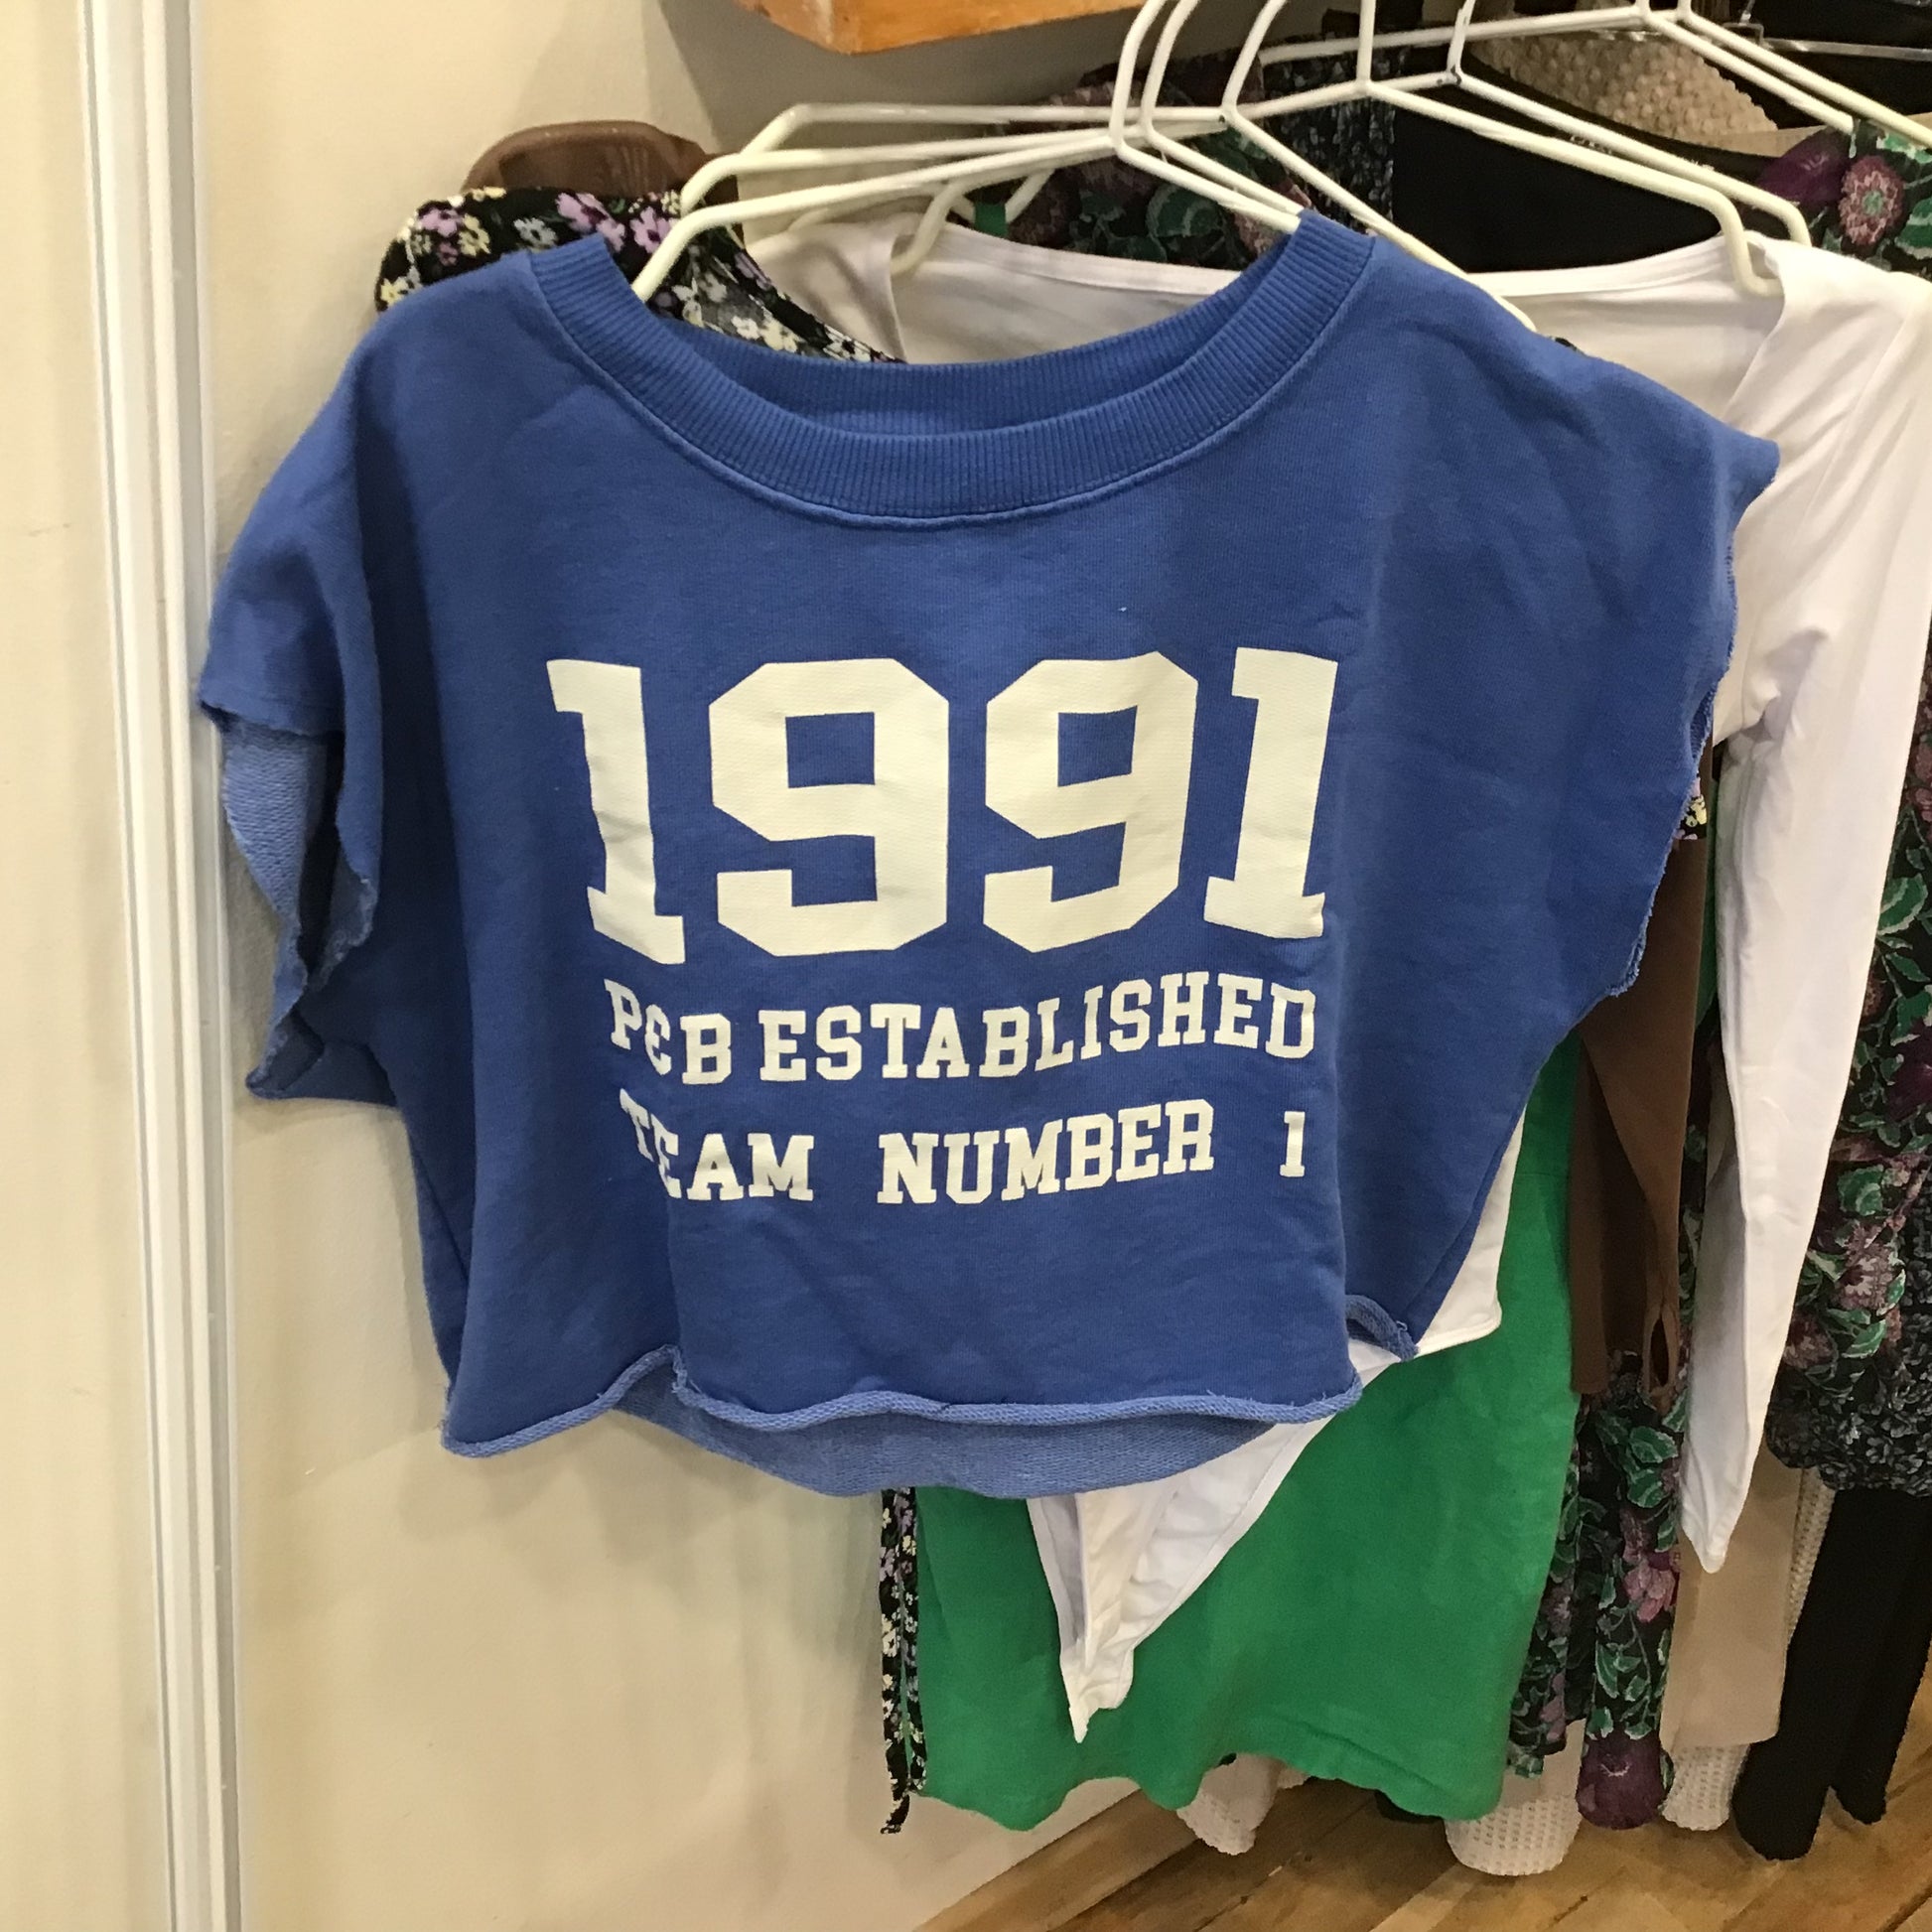 1991
P&B ESTABLISHED
TEAM NUMBER 1